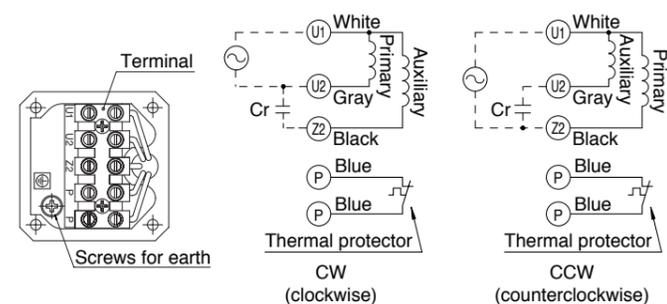 Terminal
U1
U2
Z2
P
P
Screws for earth
U1 White
Primary
Auxiliary
U2
Gray
Cr
Z2
Black
P Blue
P Blue
Thermal protector
CW
(clockwise)
U1 White
Auxiliary
Primary
U2
Gray
Cr
Z2
Black
P Blue
P Blue
Thermal protector
CCW
(counterclockwise)